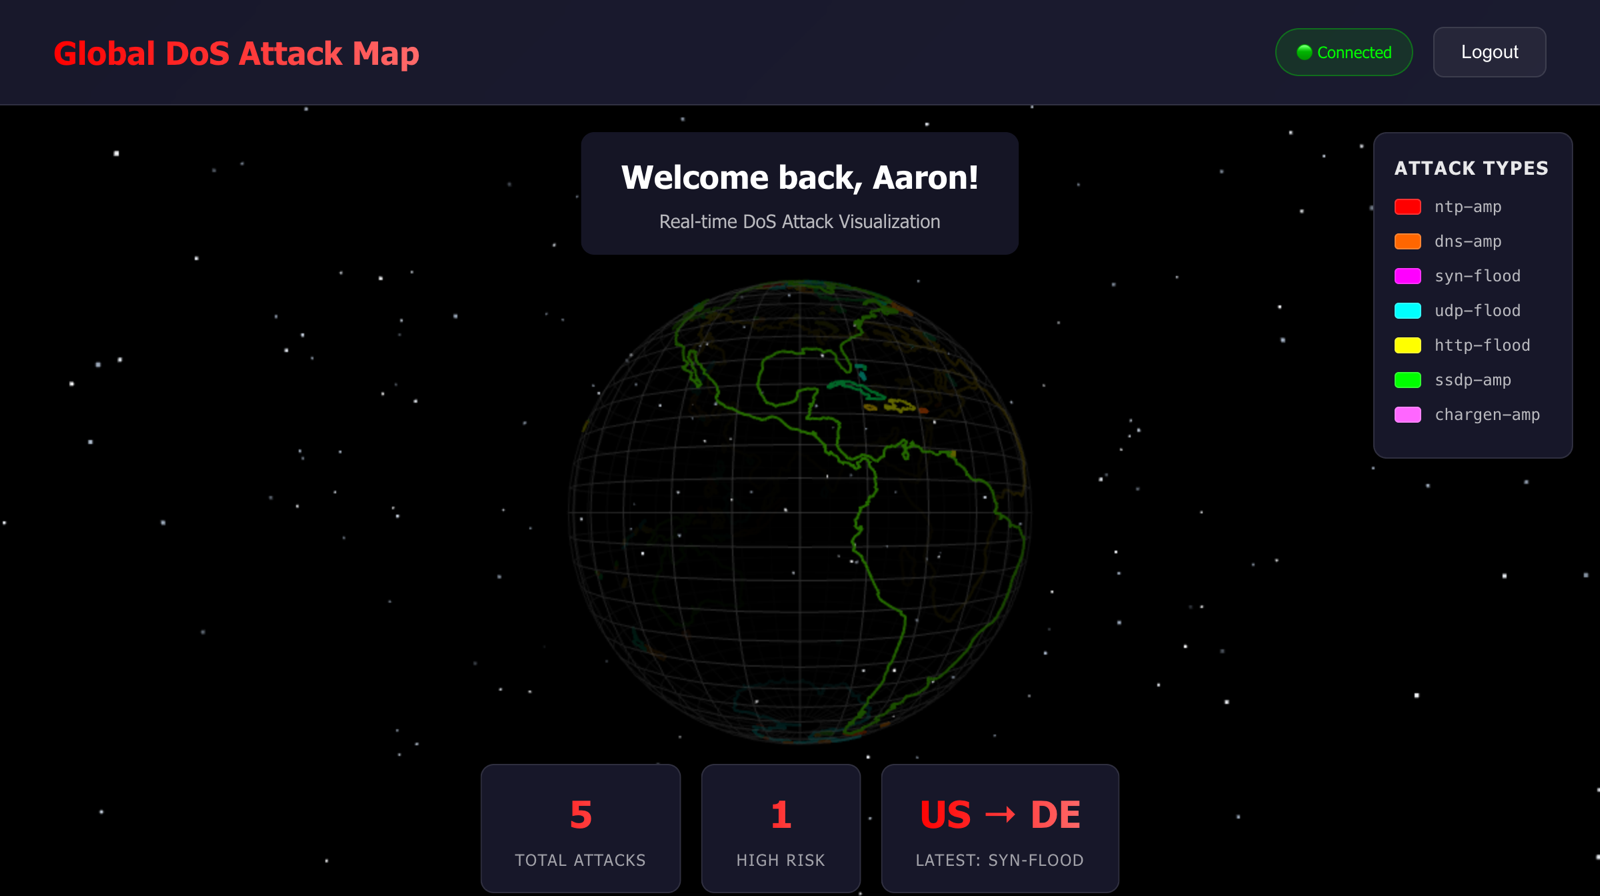 Global DoS Attack Map
Connected
Logout
Welcome back, Aaron!
Real-time DoS Attack Visualization
ATTACK TYPES
ntp-amp
dns-amp
syn-flood
udp-flood
http-flood
ssdp-amp
chargen-amp
5
TOTAL ATTACKS
1
HIGH RISK
US → DE
LATEST: SYN-FLOOD